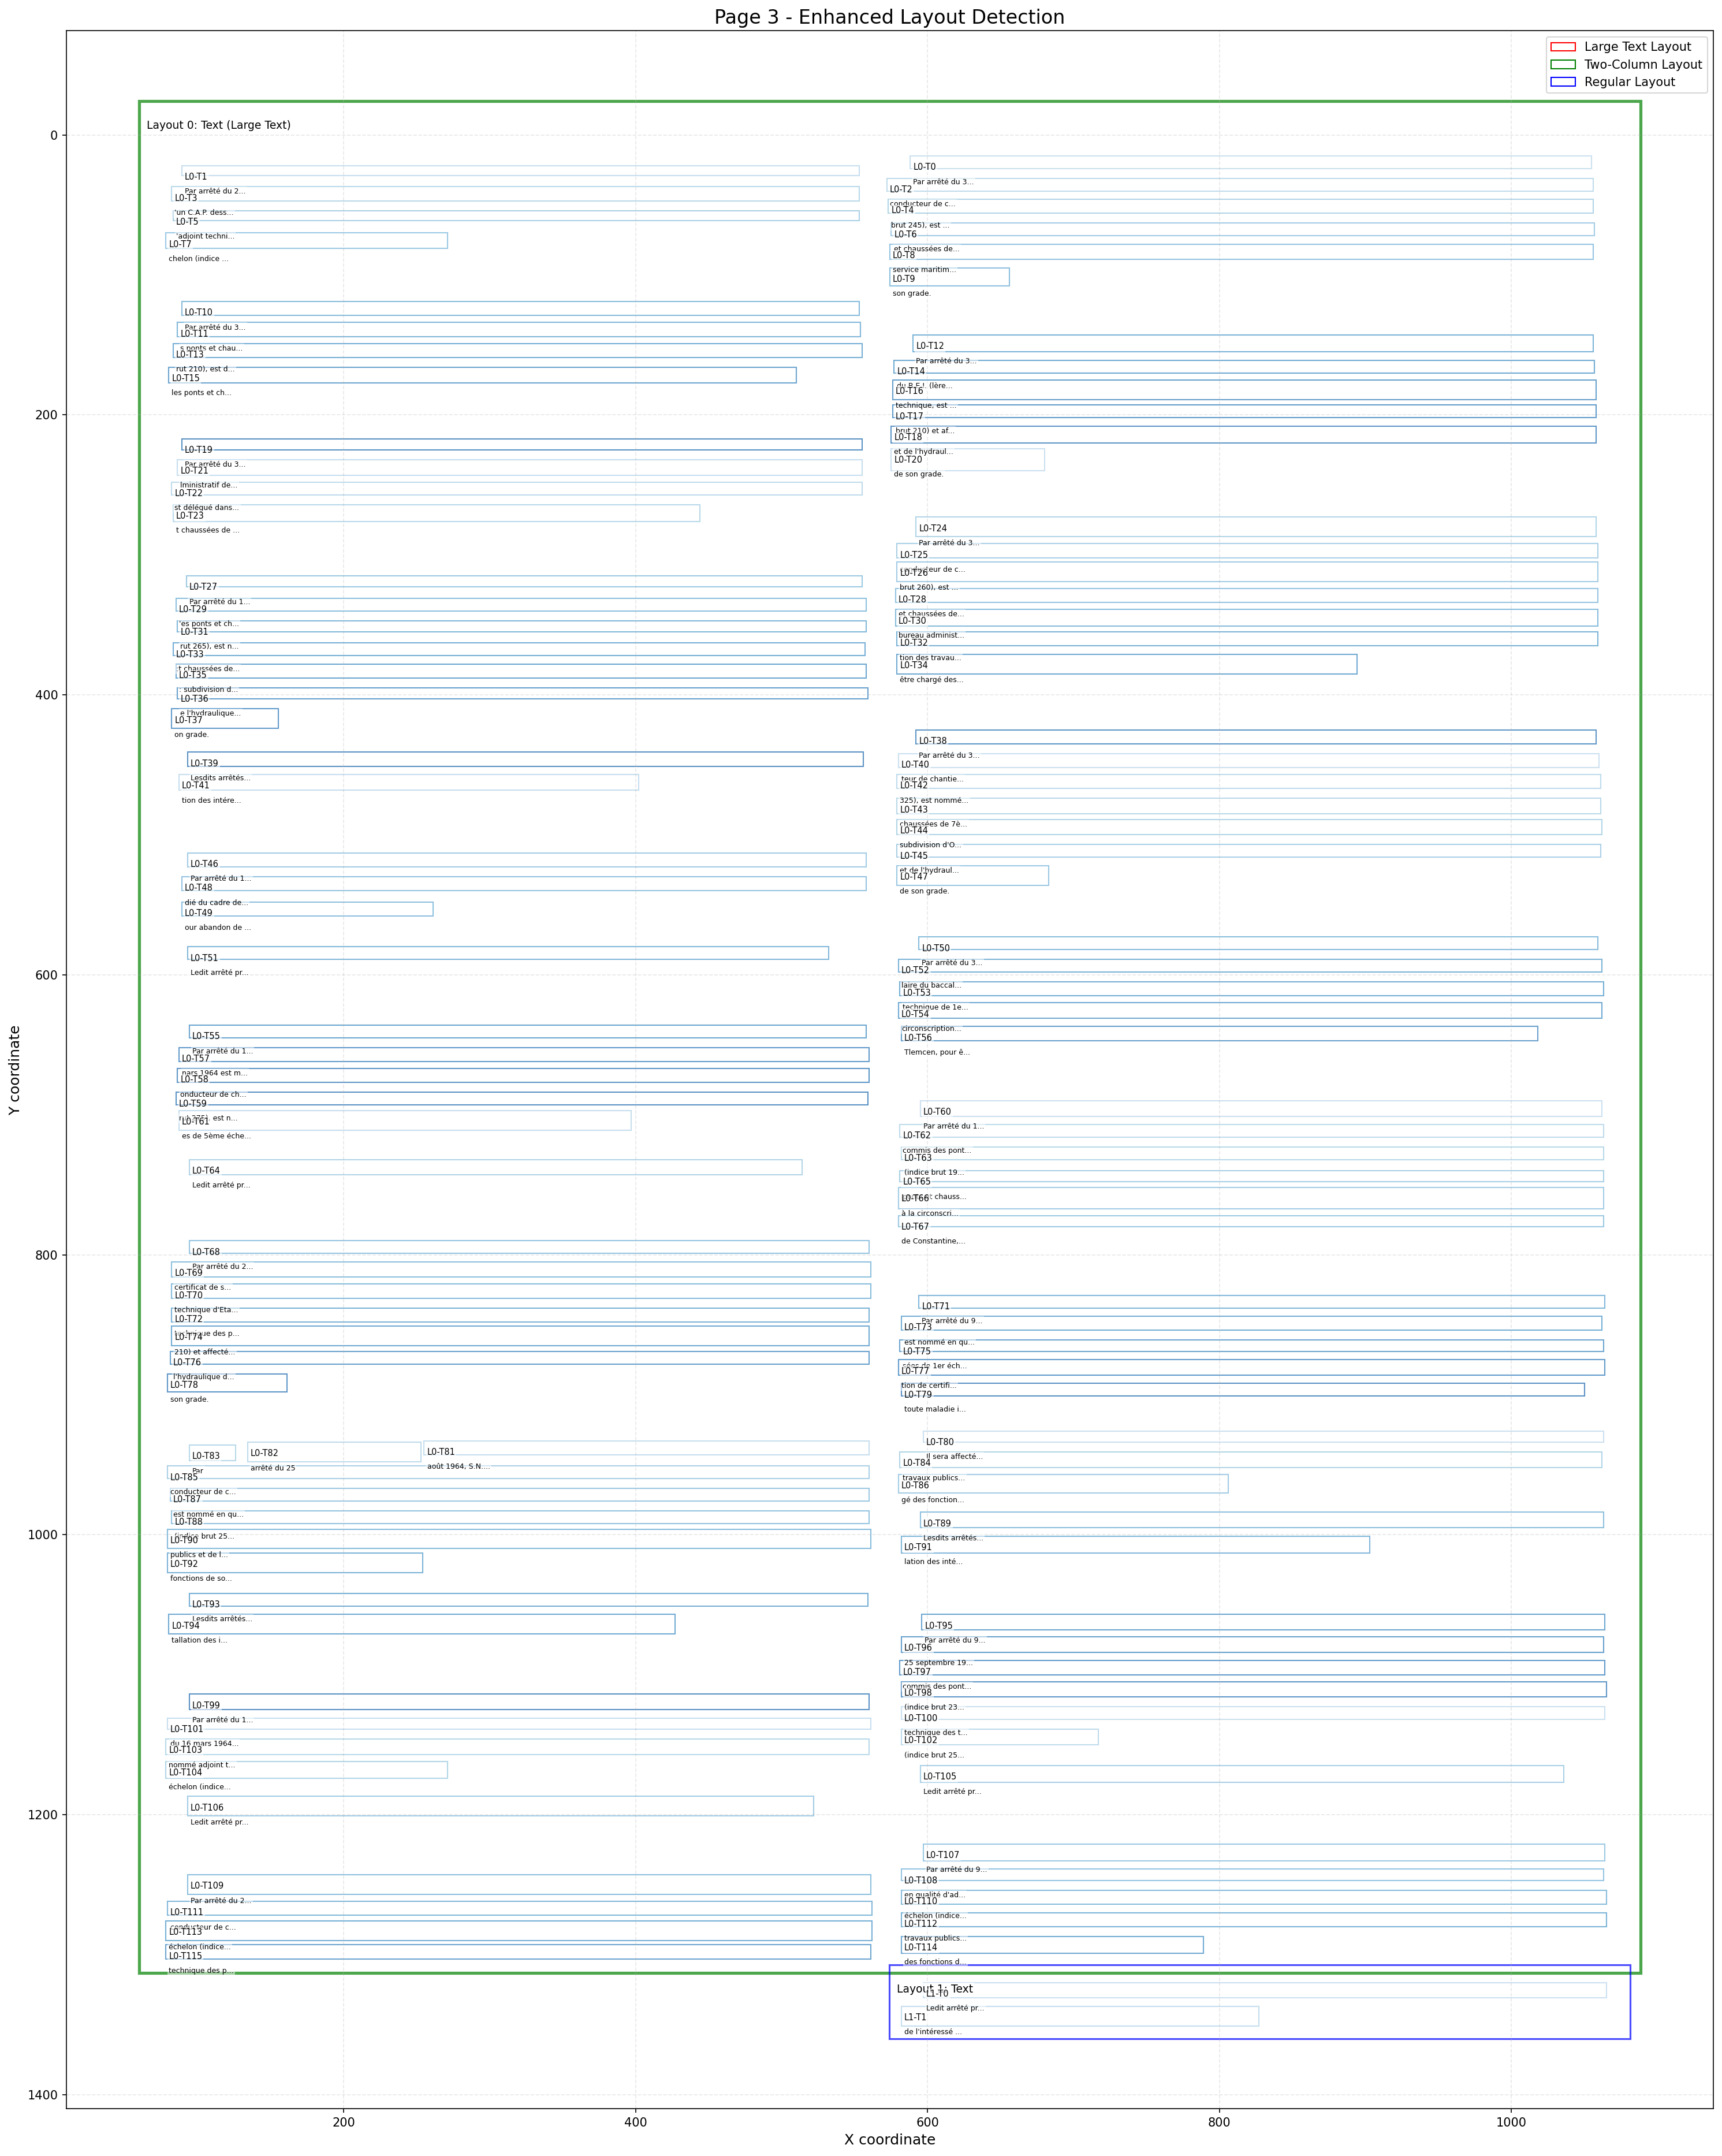 Page 3 - Enhanced Layout Detection
Large Text Layout
Two-Column Layout
Regular Layout
Layout 0: Text (Large Text)
L0-T1
Par arrêté du 2...
L0-T3
'un C.A.P. dess...
L0-T5
'adjoint techni...
L0-T7
chelon (indice ...
L0-T10
Par arrêté du 3...
L0-T11
s ponts et chau...
L0-T13
rut 210), est d...
L0-T15
les ponts et ch...
L0-T19
Par arrêté du 3...
L0-T21
lministratif de...
L0-T22
st délégué dans...
L0-T23
t chaussées de ...
L0-T27
Par arrêté du 1...
L0-T29
'es ponts et ch...
L0-T31
rut 265), est n...
L0-T33
t chaussées de...
L0-T35
subdivision d...
L0-T36
e l'hydraulique...
L0-T37
on grade.
L0-T39
Lesdits arrêtés...
L0-T41
tion des intére...
L0-T46
Par arrêté du 1...
L0-T48
dié du cadre de...
L0-T49
our abandon de ...
L0-T51
Ledit arrêté pr...
L0-T55
Par arrêté du 1...
L0-T57
nars 1964 est m...
L0-T58
onducteur de ch...
L0-T59
est n...
L0-T61
es de 5ème éche...
L0-T64
Ledit arrêté pr...
L0-T68
Par arrêté du 2...
L0-T69
certificat de s...
L0-T70
technique d'Eta...
L0-T72
technique des p...
L0-T74
210) et affecté...
L0-T76
l'hydraulique d...
L0-T78
son grade.
L0-T83
Par
L0-T82
arrêté du 25
L0-T81
août 1964, S.N....
L0-T85
conducteur de c...
L0-T87
est nommé en qu...
L0-T88
(indice brut 25...
L0-T90
publics et de l...
L0-T92
fonctions de so...
L0-T93
Lesdits arrêtés...
L0-T94
tallation des i...
L0-T99
Par arrêté du 1...
L0-T101
du 16 mars 1964...
L0-T103
nommé adjoint t...
L0-T104
échelon (indice...
L0-T106
Ledit arrêté pr...
L0-T109
Par arrêté du 2...
L0-T111
conducteur de c...
L0-T113
échelon (indice...
L0-T115
technique des p...
L0-T0
Par arrêté du 3...
L0-T2
conducteur de c...
L0-T4
brut 245), est ...
L0-T6
et chaussées de...
L0-T8
service maritim...
L0-T9
son grade.
L0-T12
Par arrêté du 3...
L0-T14
du B.E.I. (lère...
L0-T16
technique, est ...
L0-T17
brut 210) et af...
L0-T18
et de l'hydraul...
L0-T20
de son grade.
L0-T24
Par arrêté du 3...
L0-T25
conducteur de c...
L0-T26
brut 260), est ...
L0-T28
et chaussées de...
L0-T30
bureau administ...
L0-T32
tion des travau...
L0-T34
être chargé des...
L0-T38
Par arrêté du 3...
L0-T40
teur de chantie...
L0-T42
325), est nommé...
L0-T43
chaussées de 7è...
L0-T44
subdivision d'O...
L0-T45
et de l'hydraul...
L0-T47
de son grade.
L0-T50
Par arrêté du 3...
L0-T52
laire du baccal...
L0-T53
technique de 1e...
L0-T54
circonscription...
L0-T56
Tlemcen, pour ê...
L0-T60
Par arrêté du 1...
L0-T62
commis des pont...
L0-T63
(indice brut 19...
L0-T65
chauss...
L0-T66
à la circonscri...
L0-T67
de Constantine,...
L0-T71
Par arrêté du 9...
L0-T73
est nommé en qu...
L0-T75
sées de 1er éch...
L0-T77
tion de certifi...
L0-T79
toute maladie i...
L0-T80
Il sera affecté...
L0-T84
travaux publics...
L0-T86
gé des fonction...
L0-T89
Lesdits arrêtés...
L0-T91
lation des inté...
L0-T95
Par arrêté du 9...
L0-T96
25 septembre 19...
L0-T97
commis des pont...
L0-T98
(indice brut 23...
L0-T100
technique des t...
L0-T102
(indice brut 25...
L0-T105
Ledit arrêté pr...
L0-T107
Par arrêté du 9...
L0-T108
en qualité d'ad...
L0-T110
échelon (indice...
L0-T112
travaux publics...
L0-T114
des fonctions d...
Layout 1: Text
L1-T0
Ledit arrêté pr...
L1-T1
de l'intéressé ...
0
200
400
600
800
1000
1200
1400
Y coordinate
200
400
600
800
1000
X coordinate